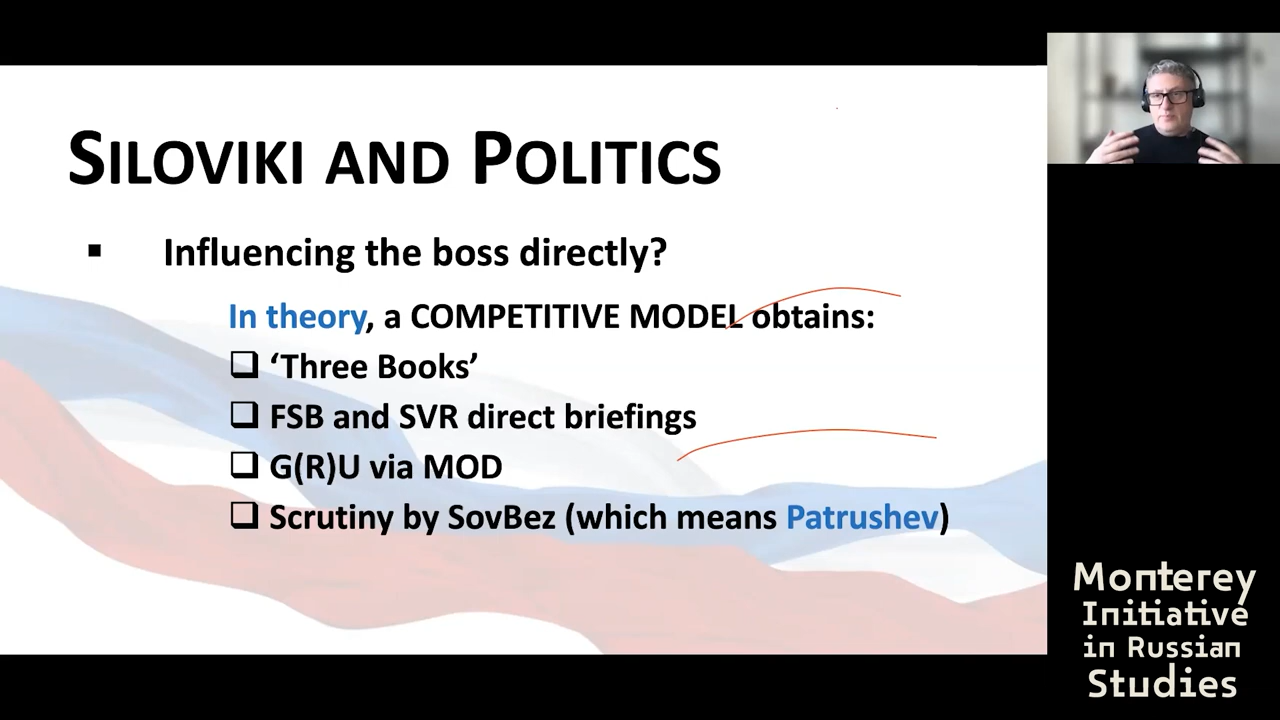 SILOVIKI AND POLITICS
▪ Influencing the boss directly?
In theory, a COMPETITIVE MODEL obtains:
❑ ‘Three Books’
❑ FSB and SVR direct briefings
❑ G(R)U via MOD
❑ Scrutiny by SovBez (which means Patrushev)
Monterey
Initiative
in Russian
Studies